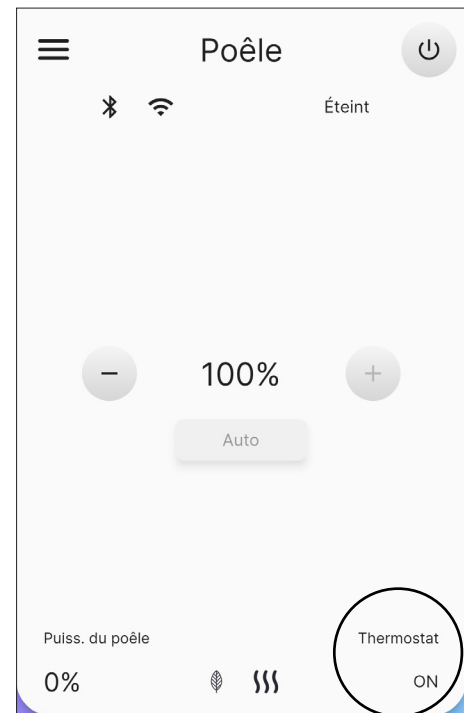 Poêle
Éteint
100%
Auto
Puiss. du poêle
Thermostat
0%
ON